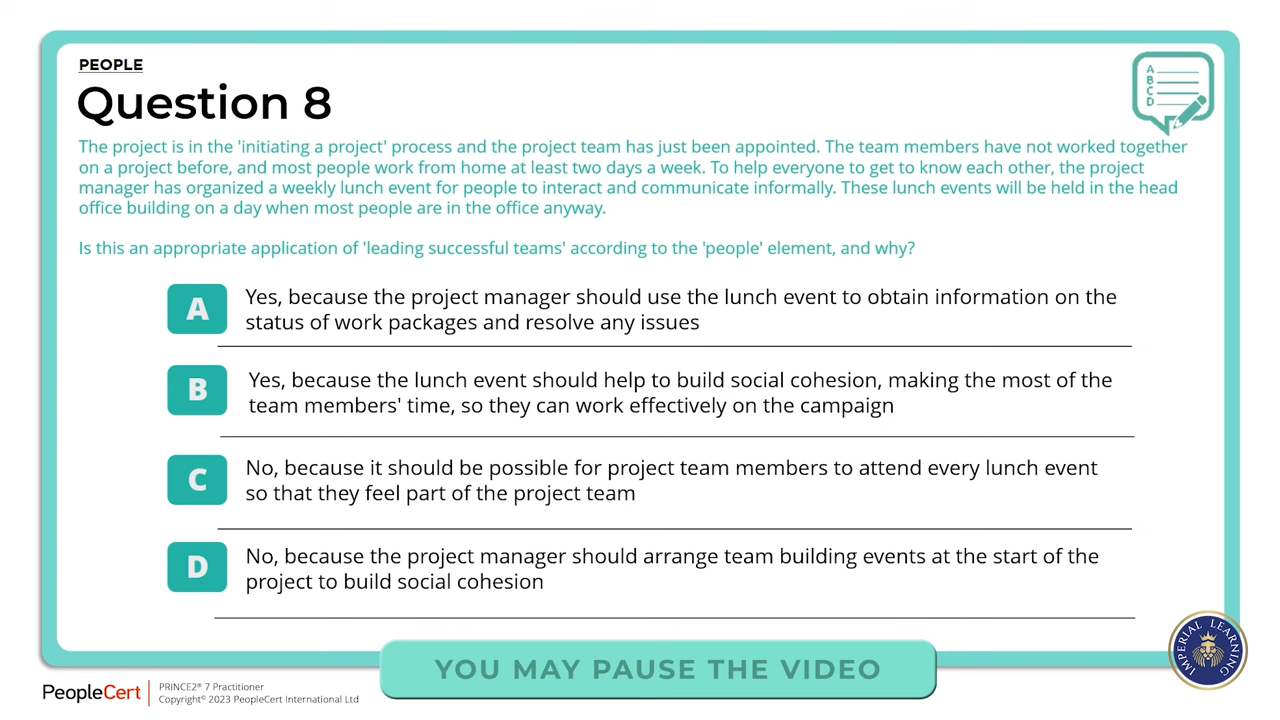 PEOPLE
Question 8
A
B
C
D
The project is in the 'initiating a project' process and the project team has just been appointed. The team members have not worked together
on a project before, and most people work from home at least two days a week. To help everyone to get to know each other, the project
manager has organized a weekly lunch event for people to interact and communicate informally. These lunch events will be held in the head
office building on a day when most people are in the office anyway.
Is this an appropriate application of 'leading successful teams' according to the 'people' element, and why?
A
Yes, because the project manager should use the lunch event to obtain information on the
status of work packages and resolve any issues
B
Yes, because the lunch event should help to build social cohesion, making the most of the
team members' time, so they can work effectively on the campaign
C
No, because it should be possible for project team members to attend every lunch event
so that they feel part of the project team
D
No, because the project manager should arrange team building events at the start of the
project to build social cohesion
YOU MAY PAUSE THE VIDEO
IMPERIAL LEARNING
PeopleCert
PRINCE2® 7 Practitioner
Copyright© 2023 PeopleCert International Ltd